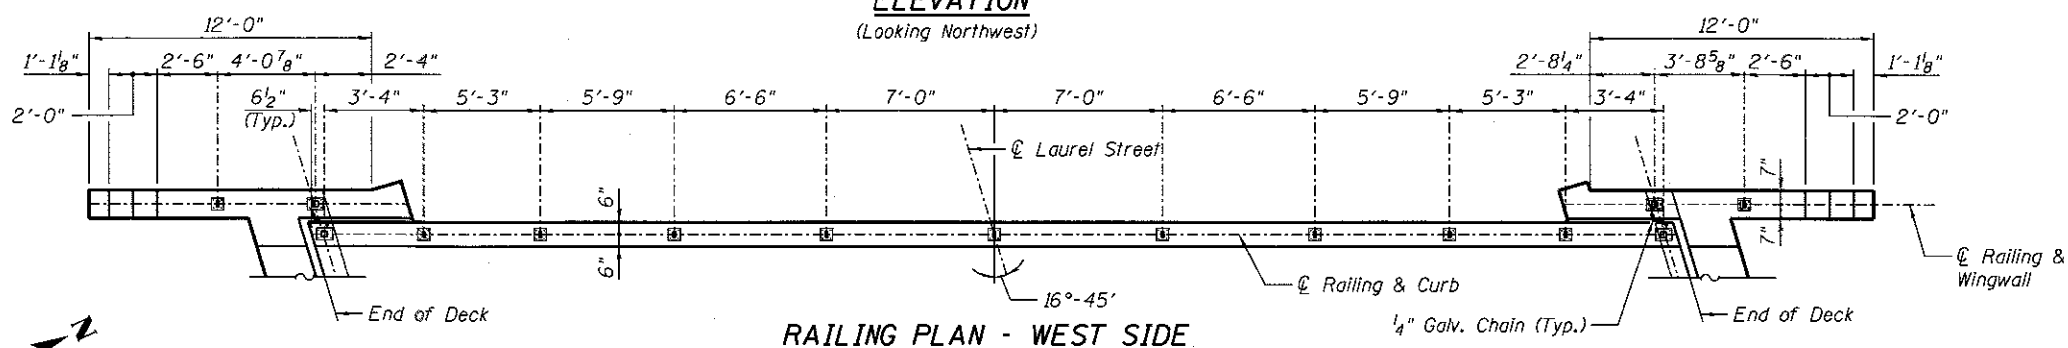 ELEVATION
(Looking Northwest)
12'-0" 12'-0"
1'-1⅛" 2'-6" 4'-0⅞" 2'-4" 2'-8¼" 3'-8⅝" 2'-6" 1'-1⅛"
6½" 3'-4" 5'-3" 5'-9" 6'-6" 7'-0" 7'-0" 6'-6" 5'-9" 5'-3" 3'-4"
2'-0" (Typ.) 2'-0"
℄ Laurel Street
6" 7"
6" 7"
℄ Railing &
Wingwall
16°-45'
℄ Railing & Curb
End of Deck
¼" Galv. Chain (Typ.)
End of Deck
N
RAILING PLAN - WEST SIDE